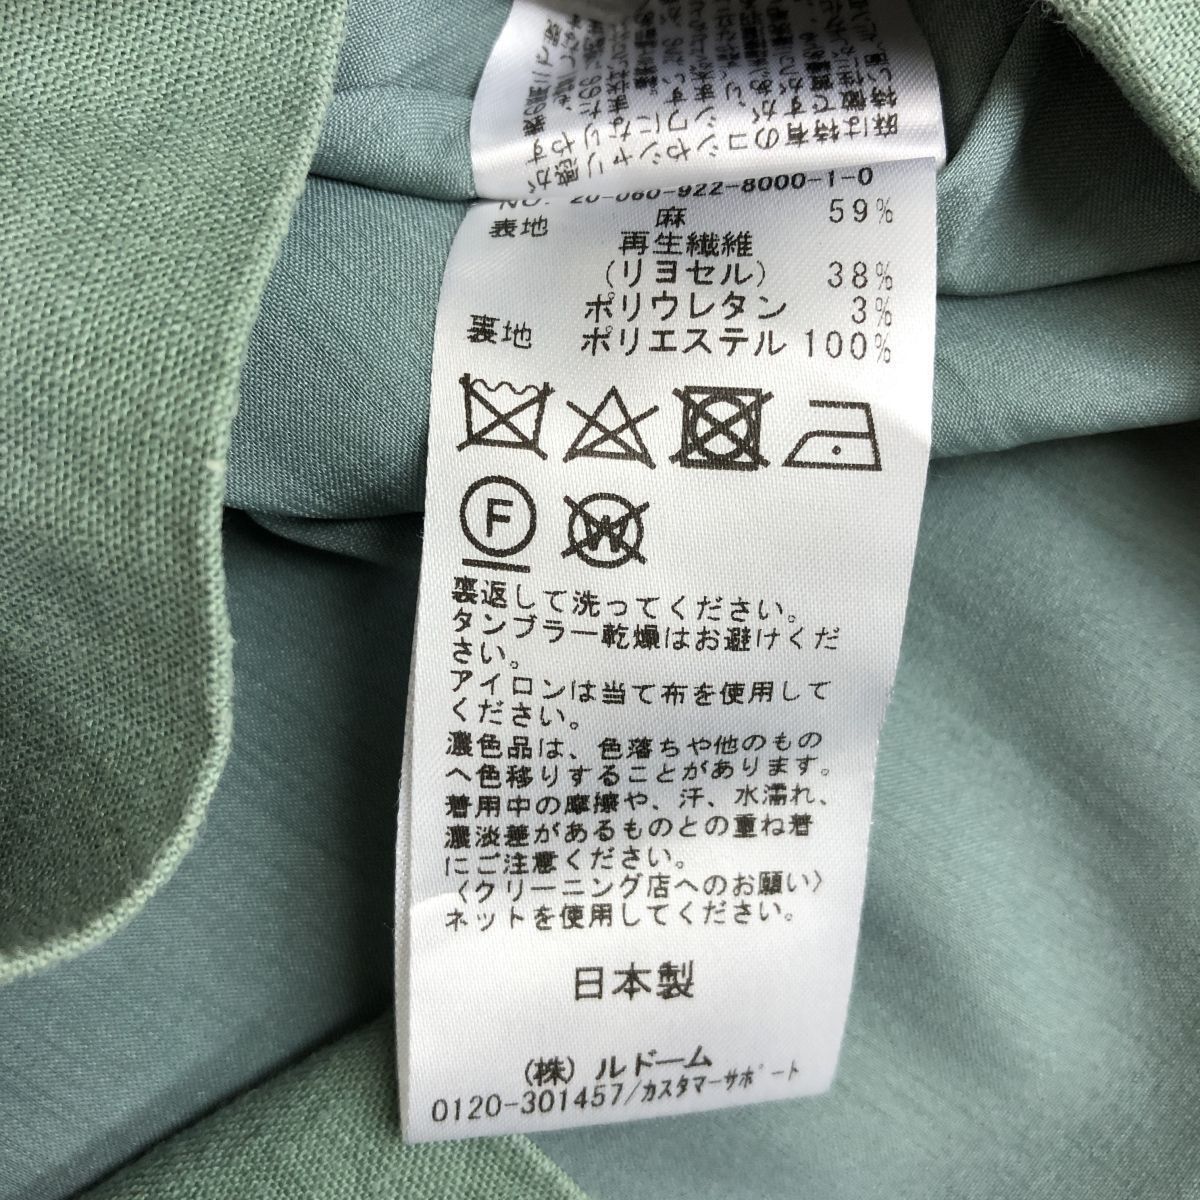 NO. 20-060-922-8000-1-0
表地 麻 59%
再生繊維
(リヨセル) 38%
ポリウレタン 3%
裏地 ポリエステル 100%
F W
裏返して洗ってください。
タンブラー乾燥はお避けくだ
さい。
アイロンは当て布を使用して
ください。
濃色品は、色落ちや他のもの
へ色移りすることがあります。
着用中の摩擦や、汗、水濡れ、
濃淡差があるものとの重ね着
にご注意ください。
〈クリーニング店へのお願い〉
ネットを使用してください。
日本製
(株) ルドーム
0120-301457/カスタマーサポート